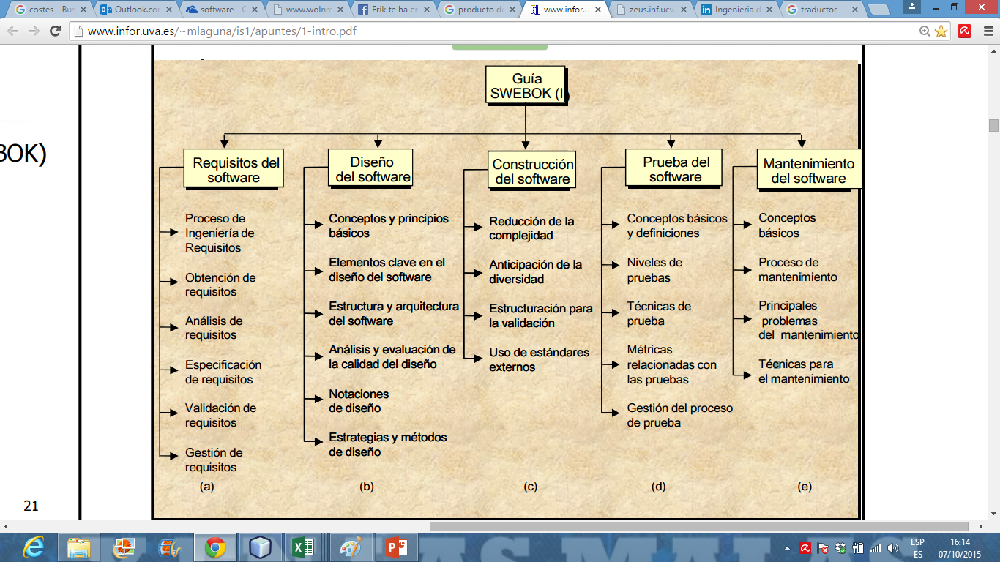 costes - Bus
Outlook.cor
software - C
www.wolnm
Erik te ha en
producto de
www.infor.u
zeus.inf.ucv
Ingenieria d
traductor -
www.infor.uva.es/~mlaguna/is1/apuntes/1-intro.pdf
BOK)
21
Guía
SWEBOK (I)
Requisitos del
software
Proceso de
Ingeniería de
Requisitos
Obtención de
requisitos
Análisis de
requisitos
Especificación
de requisitos
Validación de
requisitos
Gestión de
requisitos
(a)
Diseño
del software
Conceptos y principios
básicos
Elementos clave en el
diseño del software
Estructura y arquitectura
del software
Análisis y evaluación de
la calidad del diseño
Notaciones
de diseño
Estrategias y métodos
de diseño
(b)
Construcción
del software
Reducción de la
complejidad
Anticipación de la
diversidad
Estructuración para
la validación
Uso de estándares
externos
(c)
Prueba del
software
Conceptos básicos
y definiciones
Niveles de
pruebas
Técnicas de
prueba
Métricas
relacionadas con
las pruebas
Gestión del proceso
de prueba
(d)
Mantenimiento
del software
Conceptos
básicos
Proceso de
mantenimiento
Principales
problemas
del mantenimiento
Técnicas para
el mantenimiento
(e)
ESP
ES
16:14
07/10/2015